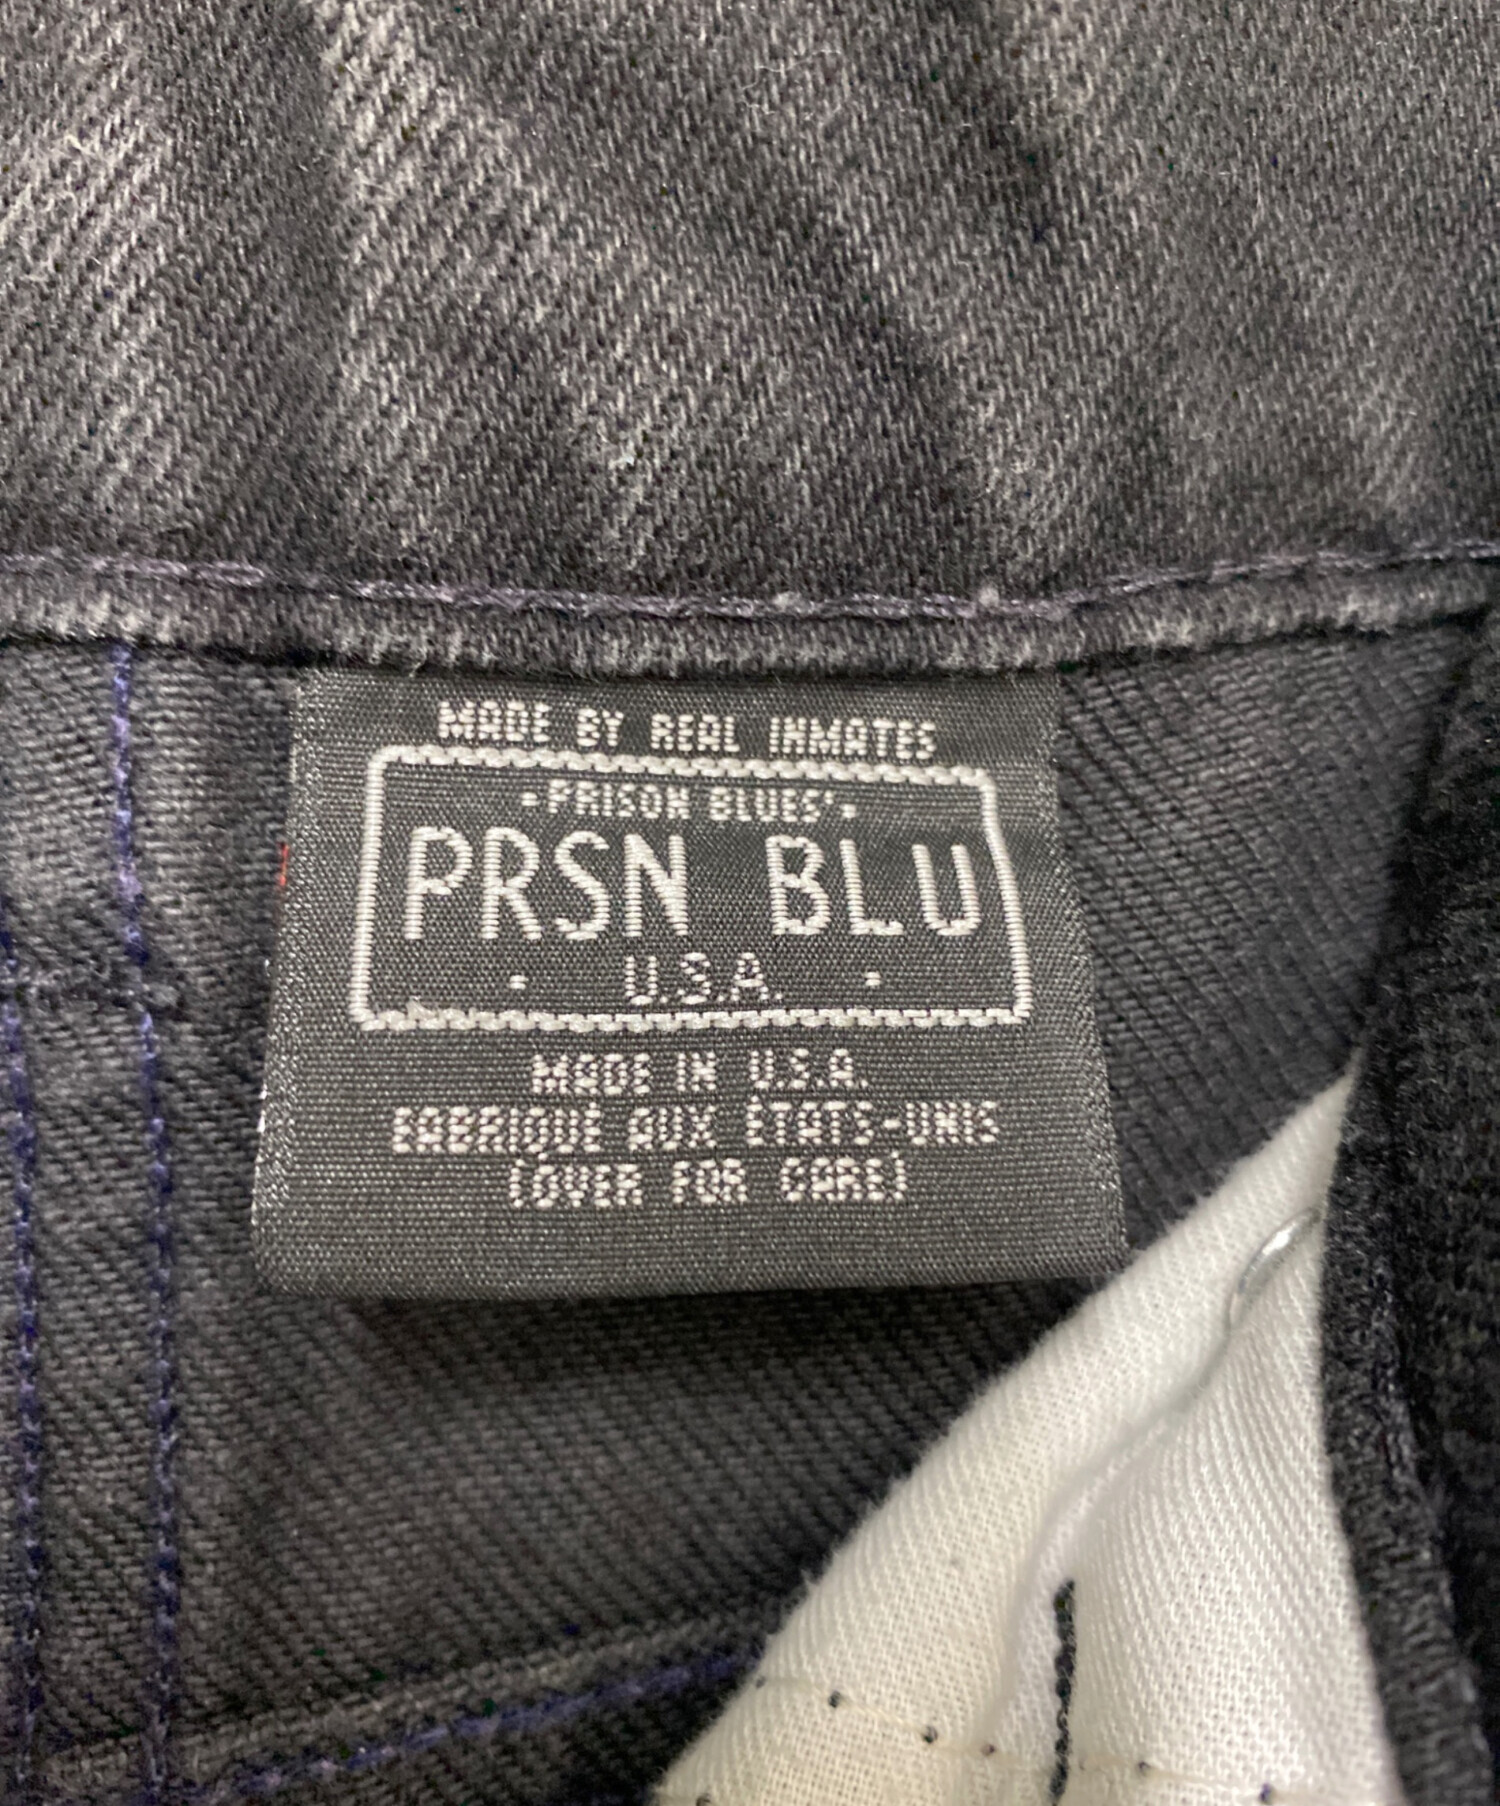 MADE BY REAL INMATES
-PRISON BLUES'-
PRSN BLU
· U.S.A. ·
MADE IN U.S.A.
FABRIQUÉ AUX ÉTATS-UNIS
(OVER FOR CARE)